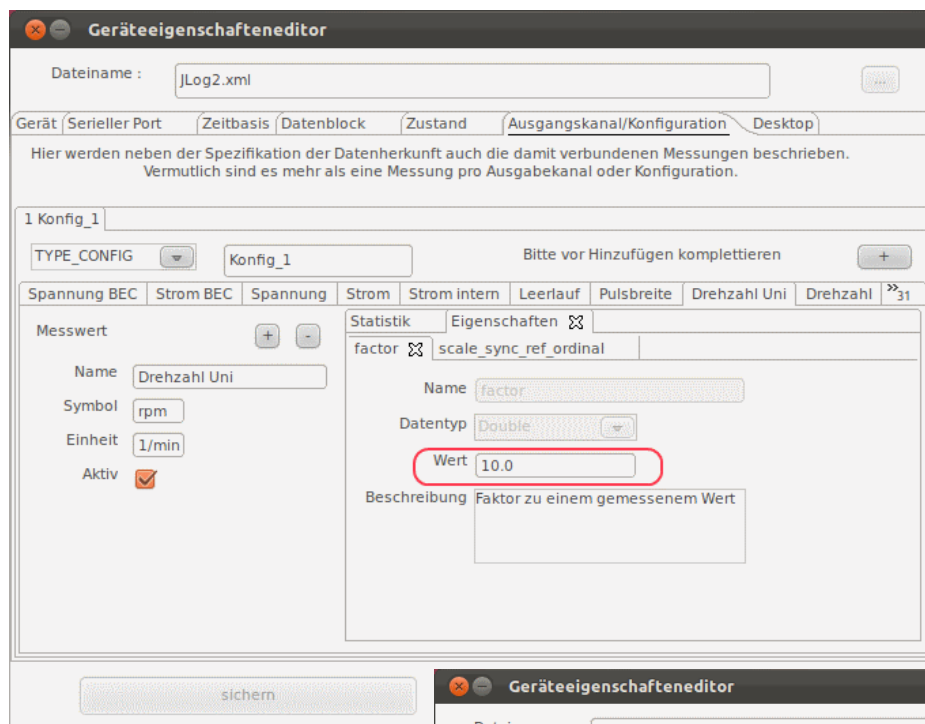 Geräteeigenschafteneditor
Dateiname :
JLog2.xml
...
Gerät Serieller Port Zeitbasis Datenblock Zustand Ausgangskanal/Konfiguration Desktop
Hier werden neben der Spezifikation der Datenherkunft auch die damit verbundenen Messungen beschrieben.
Vermutlich sind es mehr als eine Messung pro Ausgabekanal oder Konfiguration.
1 Konfig_1
TYPE_CONFIG Konfig_1 Bitte vor Hinzufügen komplettieren +
Spannung BEC Strom BEC Spannung Strom Strom intern Leerlauf Pulsbreite Drehzahl Uni Drehzahl »31
Messwert + -
Name Drehzahl Uni
Symbol rpm
Einheit 1/min
Aktiv
Statistik Eigenschaften
factor scale_sync_ref_ordinal
Name factor
Datentyp Double
Wert 10.0
Beschreibung Faktor zu einem gemessenem Wert
sichern
Geräteeigenschafteneditor